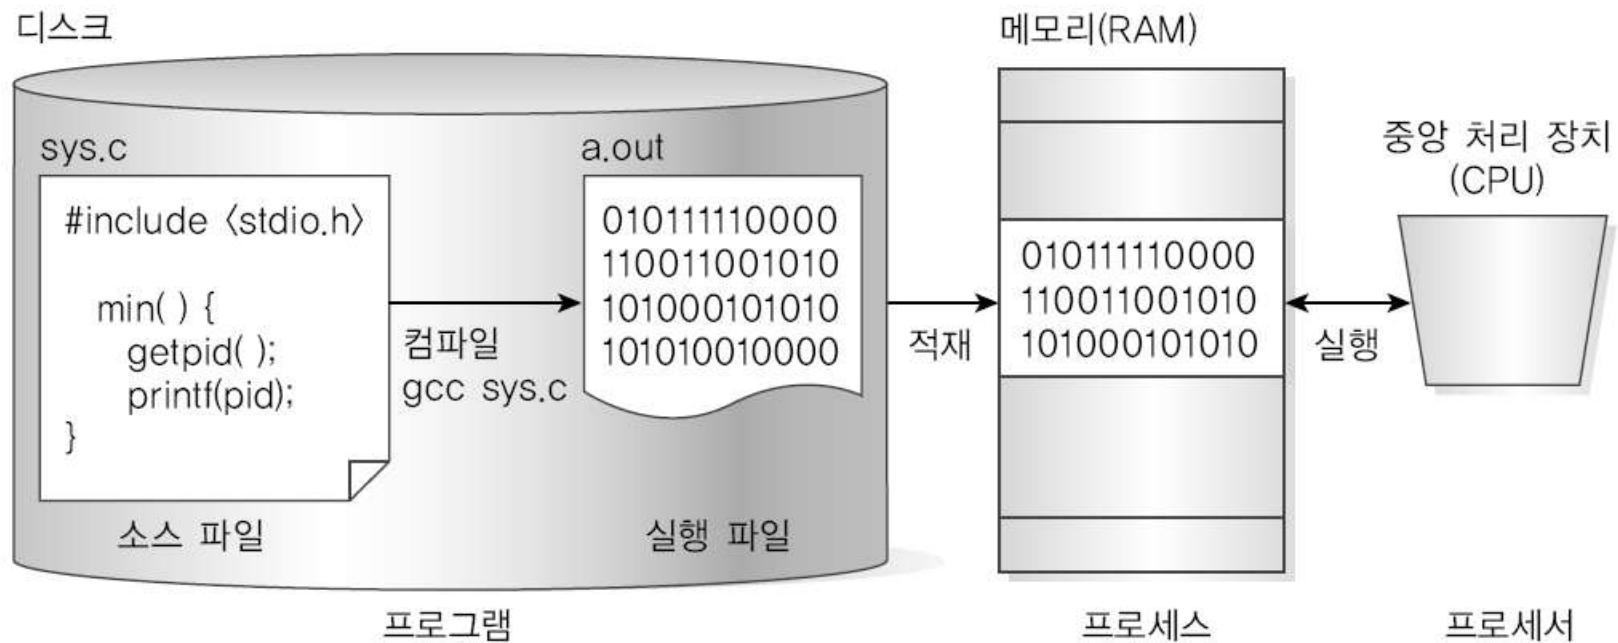 디스크
메모리(RAM)
중앙 처리 장치
(CPU)
sys.c
#include <stdio.h>
min( ) {
getpid( );
printf(pid);
}
소스 파일
컴파일
gcc sys.c
a.out
010111110000
110011001010
101000101010
101010010000
실행 파일
적재
010111110000
110011001010
101000101010
실행
프로그램
프로세스
프로세서